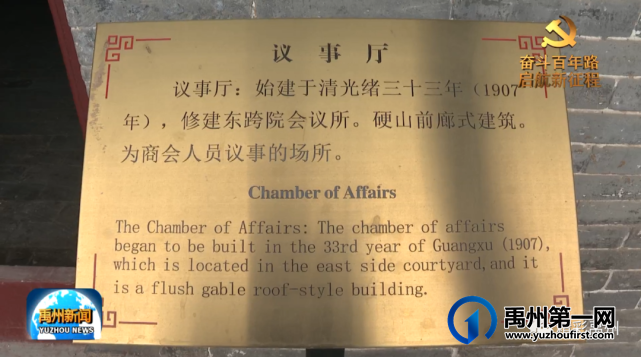 议事厅
奋斗百年路
启航新征程
议事厅：始建于清光绪三十三年（1907
年），修建东跨院会议所。硬山前廊式建筑。
为商会人员议事的场所。
Chamber of Affairs
The Chamber of Affairs: The chamber of affairs
began to be built in the 33rd year of Guangxu (1907),
which is located in the east side courtyard,and it
is a flush gable roof-style building.
禹州新闻
YUZHOU NEWS
禹州第一网
www.yuzhoufirst.com